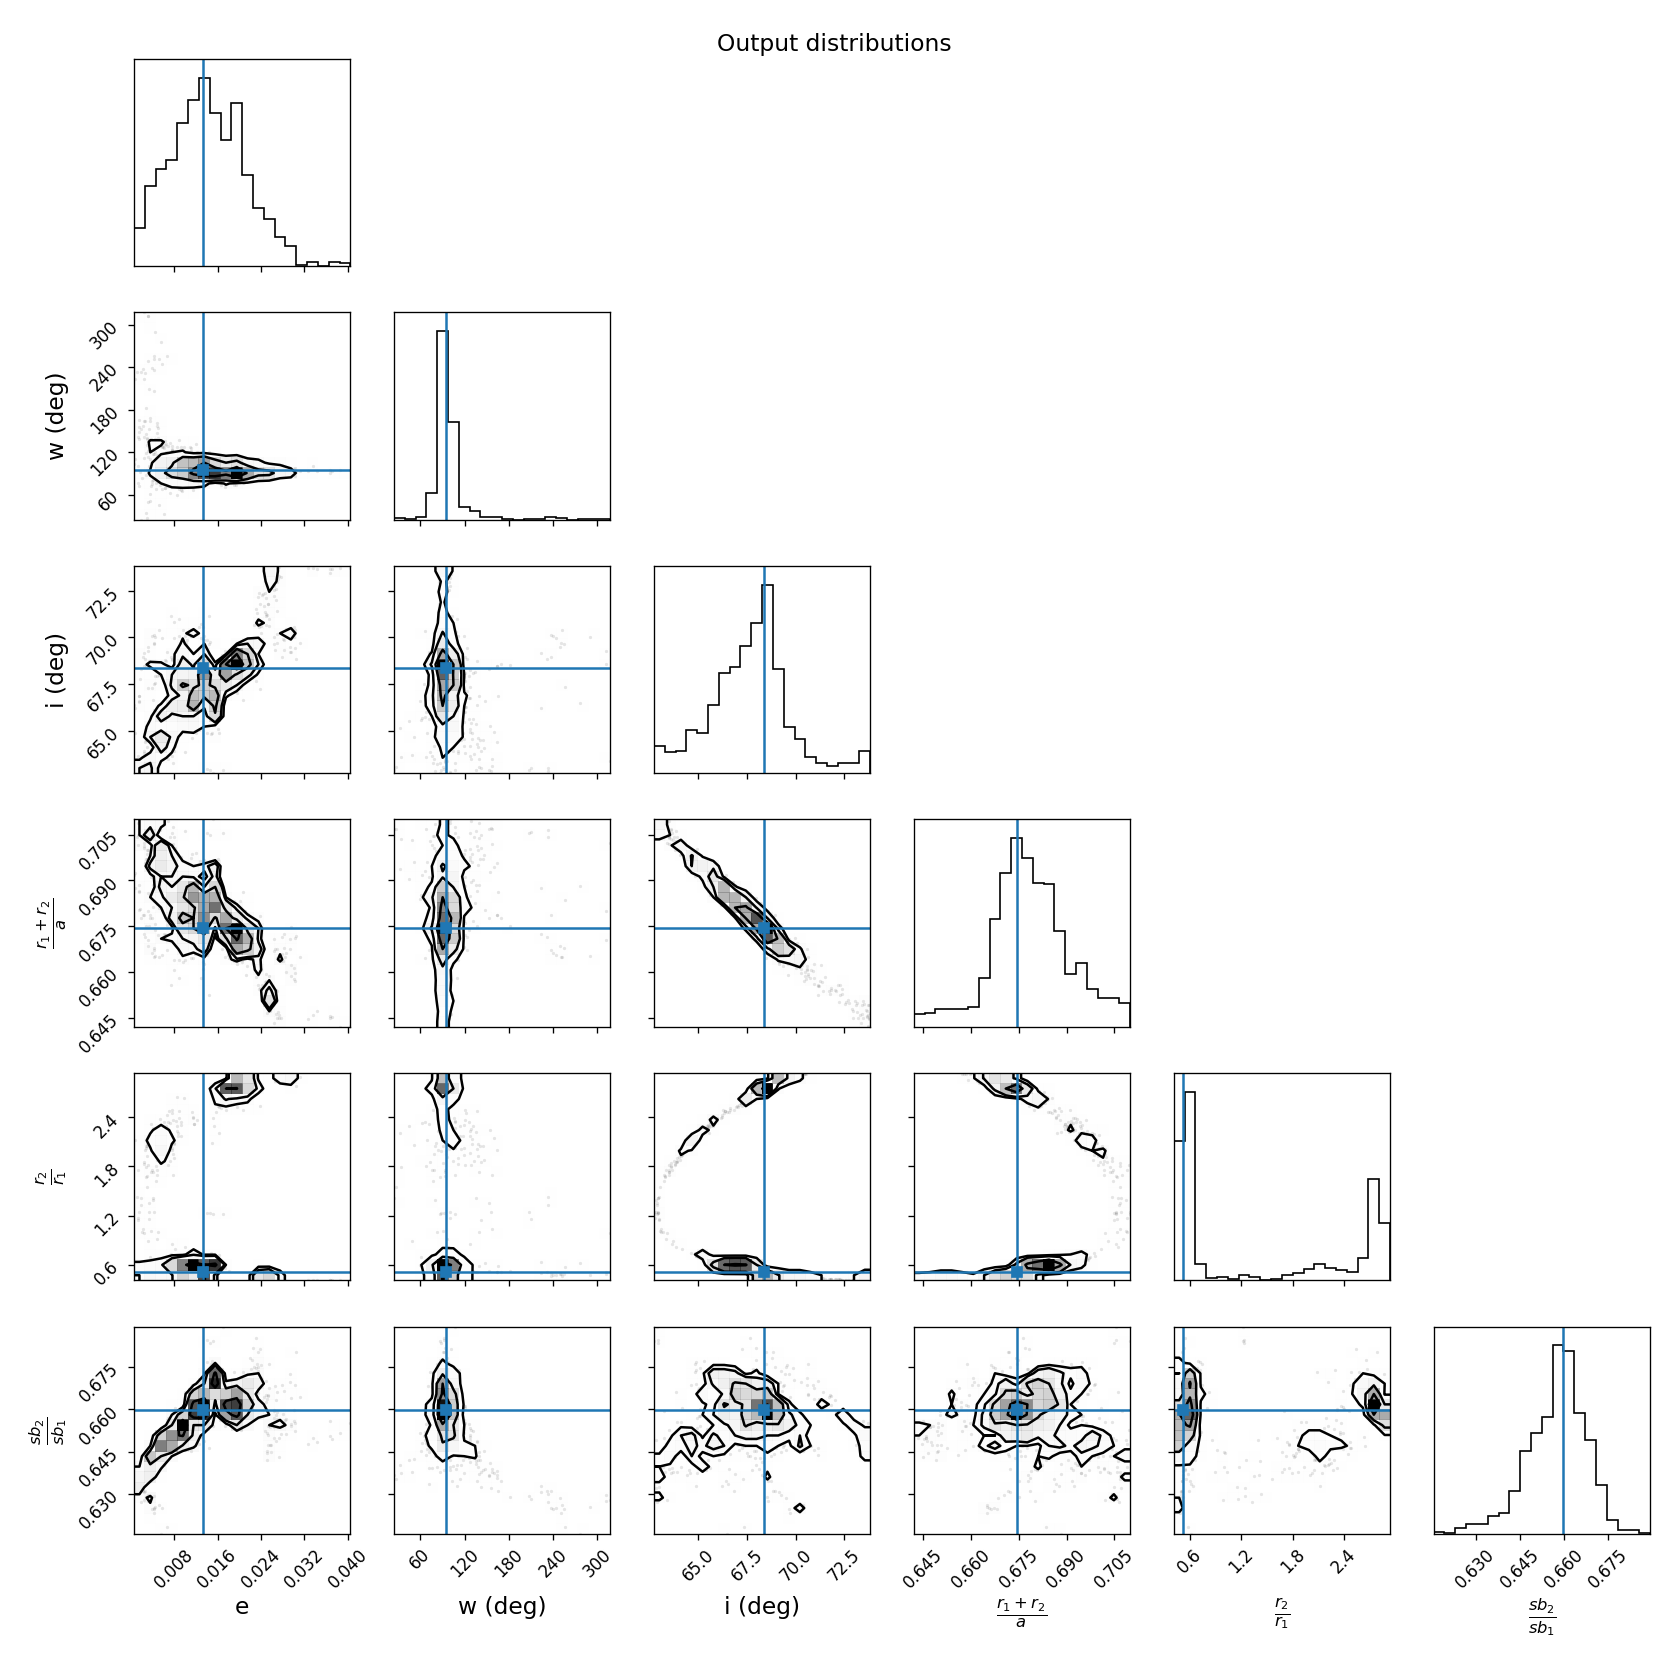 Output distributions
w (deg)
300
240
180
120
60
i (deg)
72.5
70.0
67.5
65.0
r₁ + r₂
a
0.705
0.690
0.675
0.660
0.645
r₂
r₁
2.4
1.8
1.2
0.6
sb₂
sb₁
0.675
0.660
0.645
0.630
0.008 0.016 0.024 0.032 0.040 60 120 180 240 300 65.0 67.5 70.0 72.5 0.645 0.660 0.675 0.690 0.705 0.6 1.2 1.8 2.4 0.630 0.645 0.660 0.675
e w (deg) i (deg) r₁ + r₂ r₂ sb₂
a r₁ sb₁